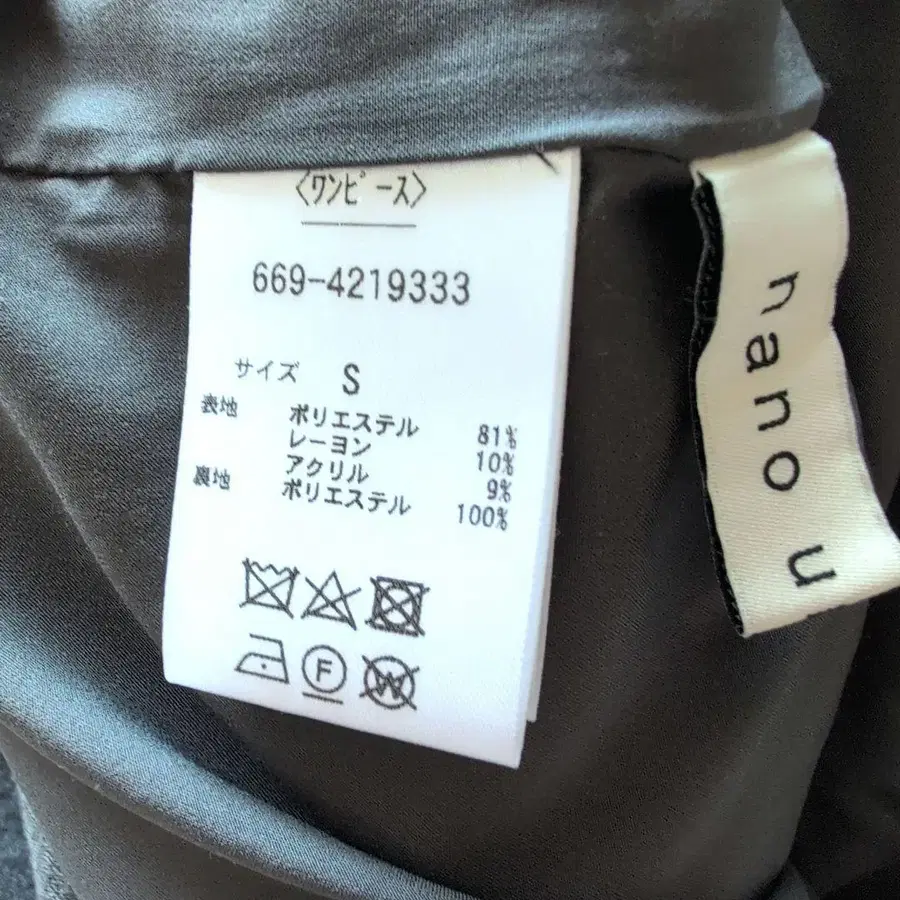 〈ワンピース〉
669-4219333
サイズ S
表地 ポリエステル 81%
レーヨン 10%
アクリル 9%
裏地 ポリエステル 100%
F
W
nano u